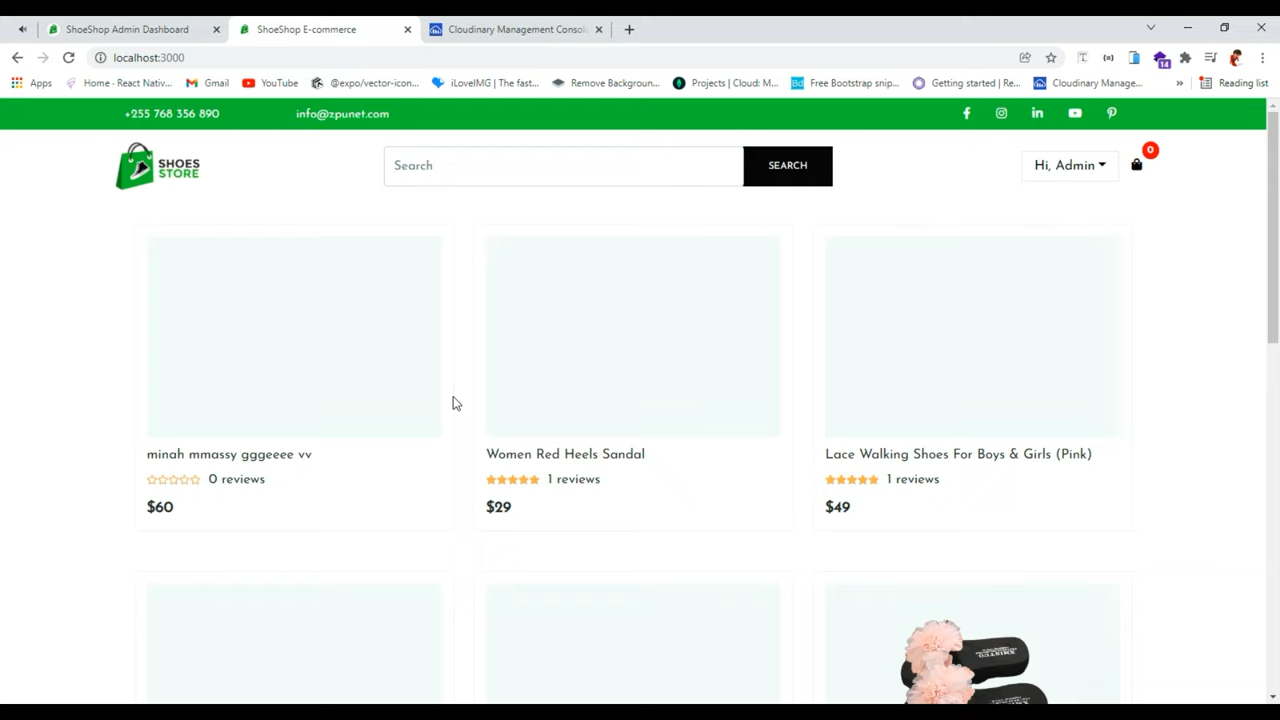 ShoeShop Admin Dashboard
ShoeShop E-commerce
Cloudinary Management Consol
localhost:3000
14
Apps
Home - React Nativ...
Gmail
YouTube
@expo/vector-icon...
iLoveIMG | The fast...
Remove Backgroun...
Projects | Cloud: M...
Bd
Free Bootstrap snip...
Getting started | Re...
Cloudinary Manage...
»
Reading list
+255 768 356 890
info@zpunet.com
SHOES
STORE
Search
SEARCH
Hi, Admin
0
minah mmassy gggeeee vv
0 reviews
$60
Women Red Heels Sandal
1 reviews
$29
Lace Walking Shoes For Boys & Girls (Pink)
1 reviews
$49